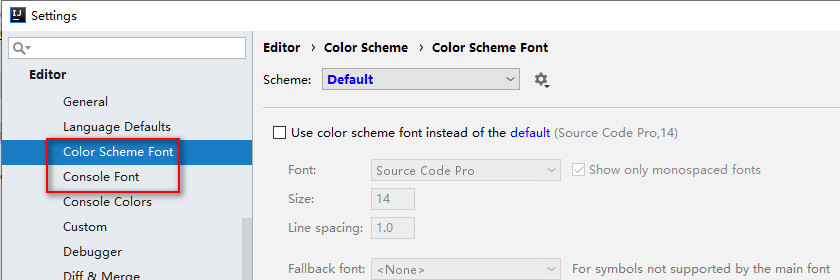 IJ Settings
Editor
General
Language Defaults
Color Scheme Font
Console Font
Console Colors
Custom
Debugger
Diff & Merge
Editor › Color Scheme › Color Scheme Font
Scheme: Default
Use color scheme font instead of the default (Source Code Pro,14)
Font: Source Code Pro Show only monospaced fonts
Size: 14
Line spacing: 1.0
Fallback font: <None> For symbols not supported by the main font